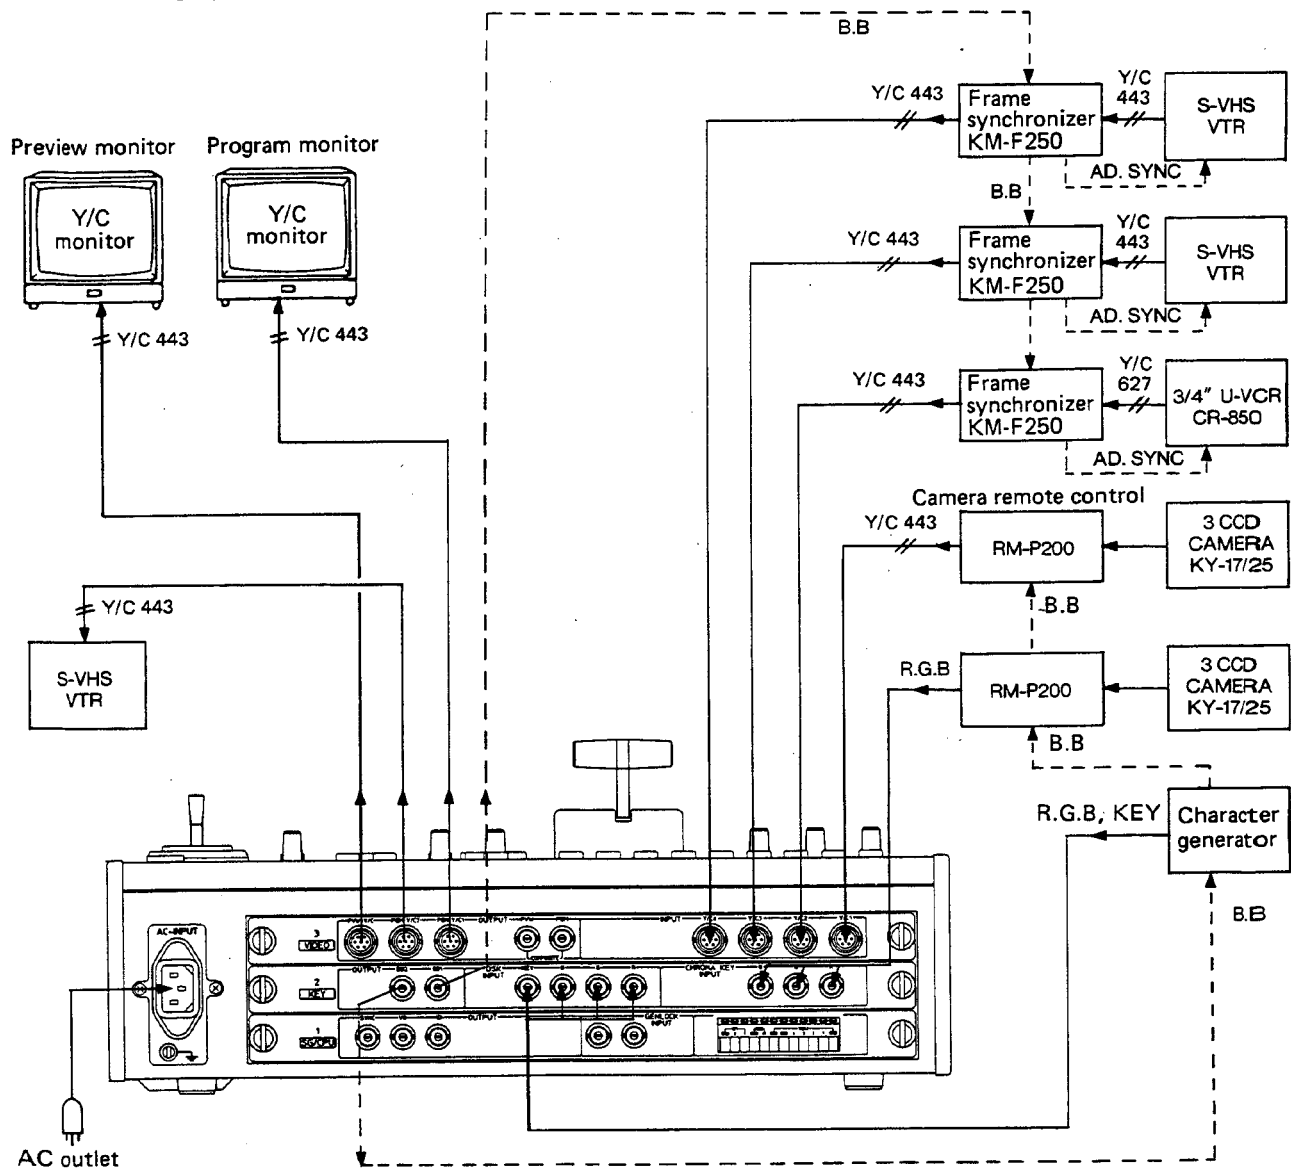 B.B
Y/C 443
Frame
synchronizer
KM-F250
Y/C
443
S-VHS
VTR
AD. SYNC
B.B
Preview monitor
Program monitor
Y/C
monitor
Y/C
monitor
Y/C 443
Frame
synchronizer
KM-F250
Y/C
443
S-VHS
VTR
AD. SYNC
Y/C 443
Y/C 443
Y/C 443
Frame
synchronizer
KM-F250
Y/C
627
3/4" U-VCR
CR-850
AD. SYNC
Camera remote control
Y/C 443
RM-P200
3 CCD
CAMERA
KY-17/25
B.B
Y/C 443
S-VHS
VTR
R.G.B
RM-P200
3 CCD
CAMERA
KY-17/25
B.B
R.G.B, KEY
Character
generator
B.B
AC-INPUT
3
VIDEO
OUTPUT
INPUT
2
KEY
OUTPUT
BB2
BB1
DSK
INPUT
KEY
CHROMA KEY
INPUT
1
SG/CPU
OUTPUT
GENLOCK
INPUT
AC outlet